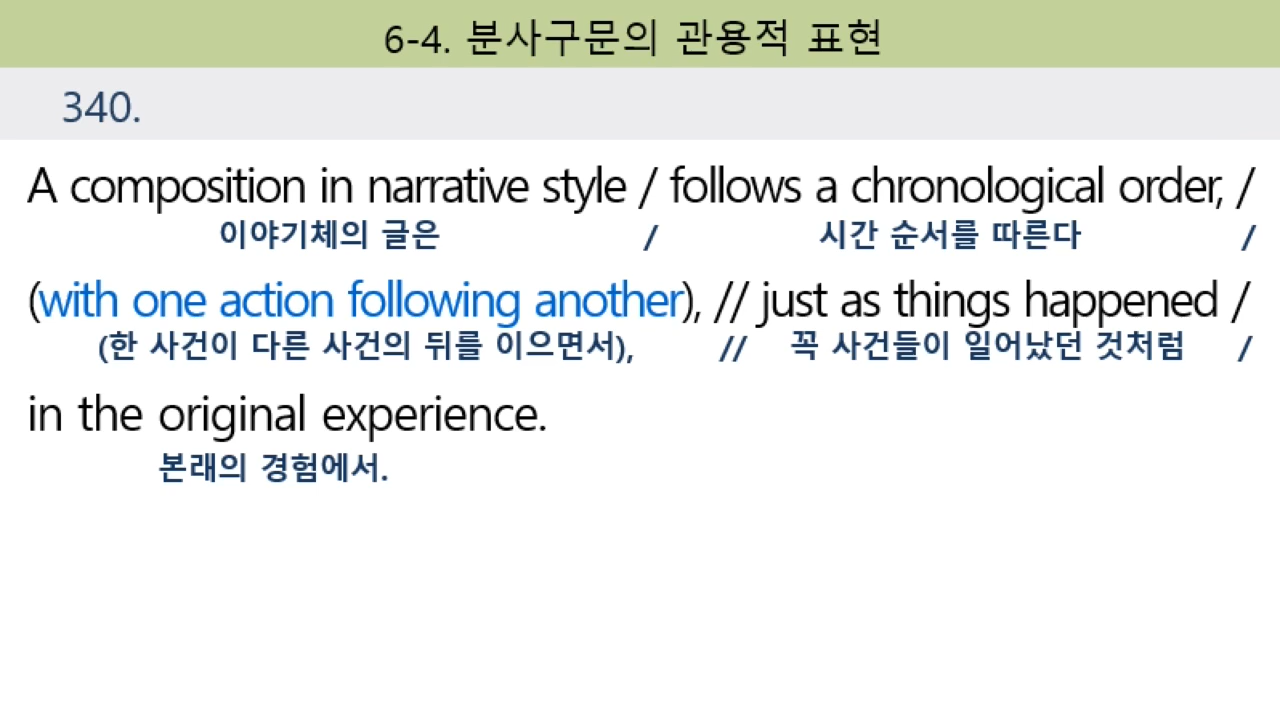 6-4. 분사구문의 관용적 표현
340.
A composition in narrative style / follows a chronological order, /
이야기체의 글은 / 시간 순서를 따른다 /
(with one action following another), // just as things happened /
(한 사건이 다른 사건의 뒤를 이으면서), // 꼭 사건들이 일어났던 것처럼 /
in the original experience.
본래의 경험에서.